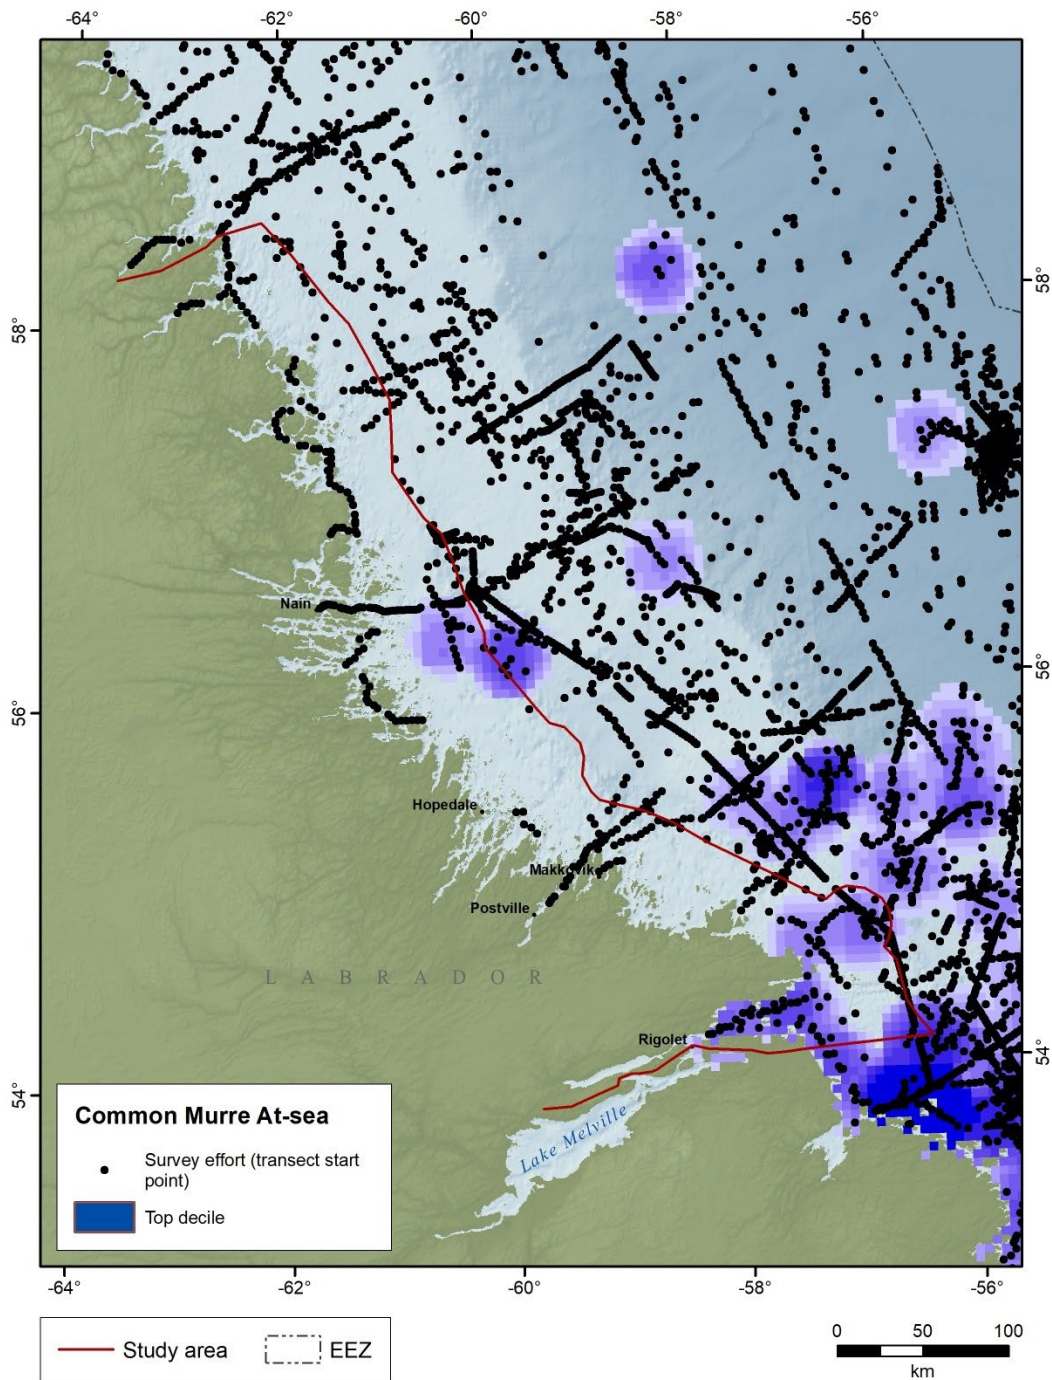 -64° -62° -60° -58° -56°
58°
58°
Nain
56°
56°
Hopedale
Makkovik
Postville
LABRADOR
Rigolet
54°
54°
Lake Melville
Common Murre At-sea
Survey effort (transect start
point)
Top decile
-64° -62° -60° -58° -56°
Study area EEZ
0 50 100
km